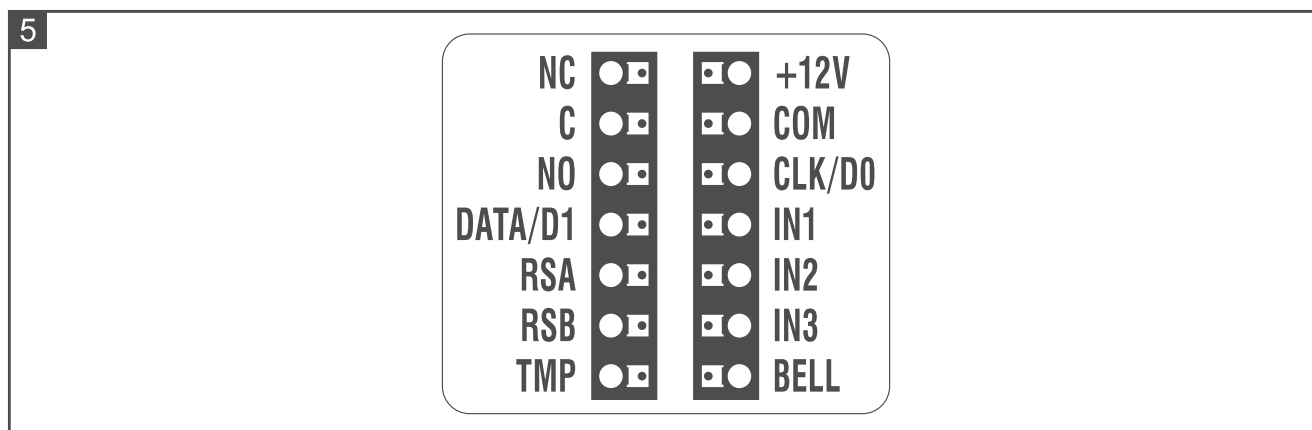 5
NC +12V
C COM
NO CLK/D0
DATA/D1 IN1
RSA IN2
RSB IN3
TMP BELL